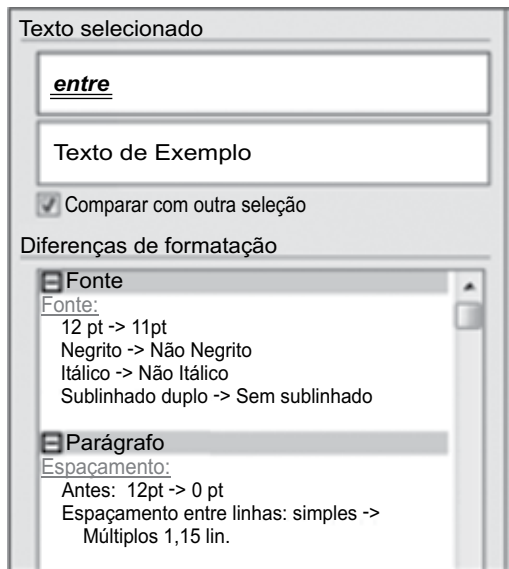 Texto selecionado
entre
Texto de Exemplo
Comparar com outra seleção
Diferenças de formatação
Fonte
Fonte:
12 pt -> 11pt
Negrito -> Não Negrito
Itálico -> Não Itálico
Sublinhado duplo -> Sem sublinhado
Parágrafo
Espaçamento:
Antes: 12pt -> 0 pt
Espaçamento entre linhas: simples ->
Múltiplos 1,15 lin.